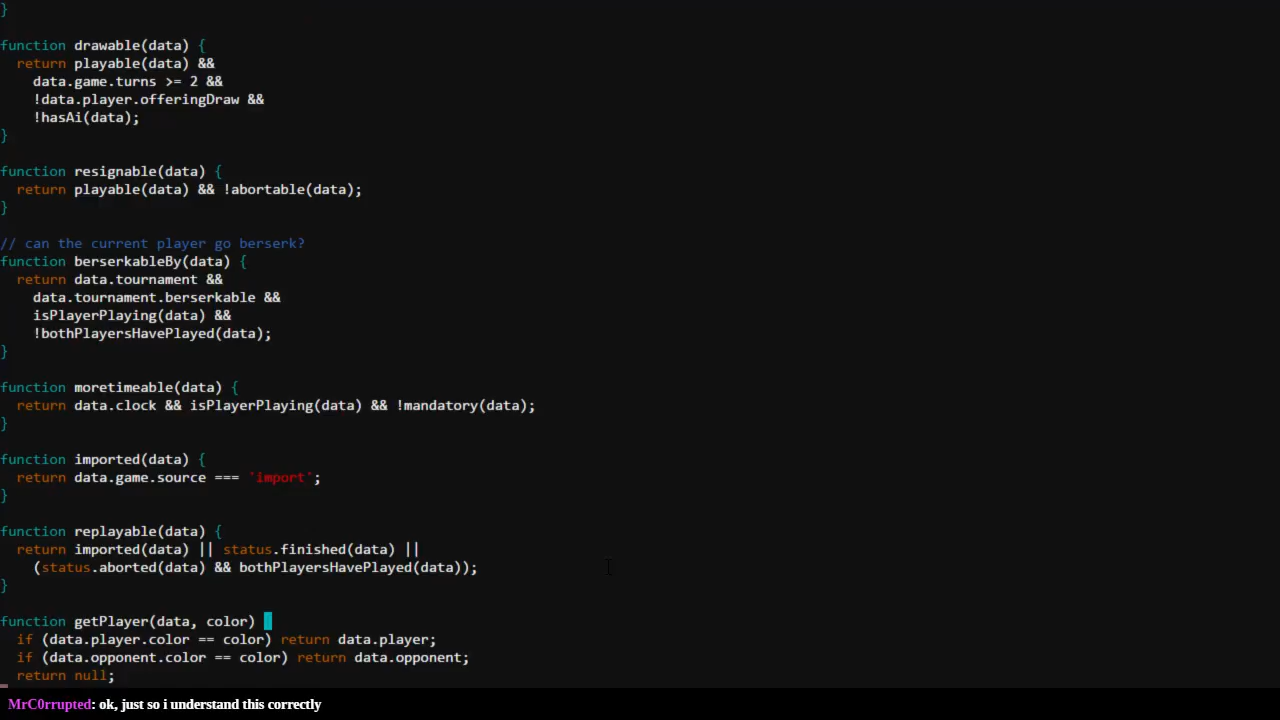 }
function drawable(data) {
  return playable(data) &&
    data.game.turns >= 2 &&
    !data.player.offeringDraw &&
    !hasAi(data);
}
function resignable(data) {
  return playable(data) && !abortable(data);
}
// can the current player go berserk?
function berserkableBy(data) {
  return data.tournament &&
    data.tournament.berserkable &&
    isPlayerPlaying(data) &&
    !bothPlayersHavePlayed(data);
}
function moretimeable(data) {
  return data.clock && isPlayerPlaying(data) && !mandatory(data);
}
function imported(data) {
  return data.game.source === 'import';
}
function replayable(data) {
  return imported(data) || status.finished(data) ||
    (status.aborted(data) && bothPlayersHavePlayed(data));
}
function getPlayer(data, color) {
  if (data.player.color == color) return data.player;
  if (data.opponent.color == color) return data.opponent;
  return null;
MrC0rrupted: ok, just so i understand this correctly